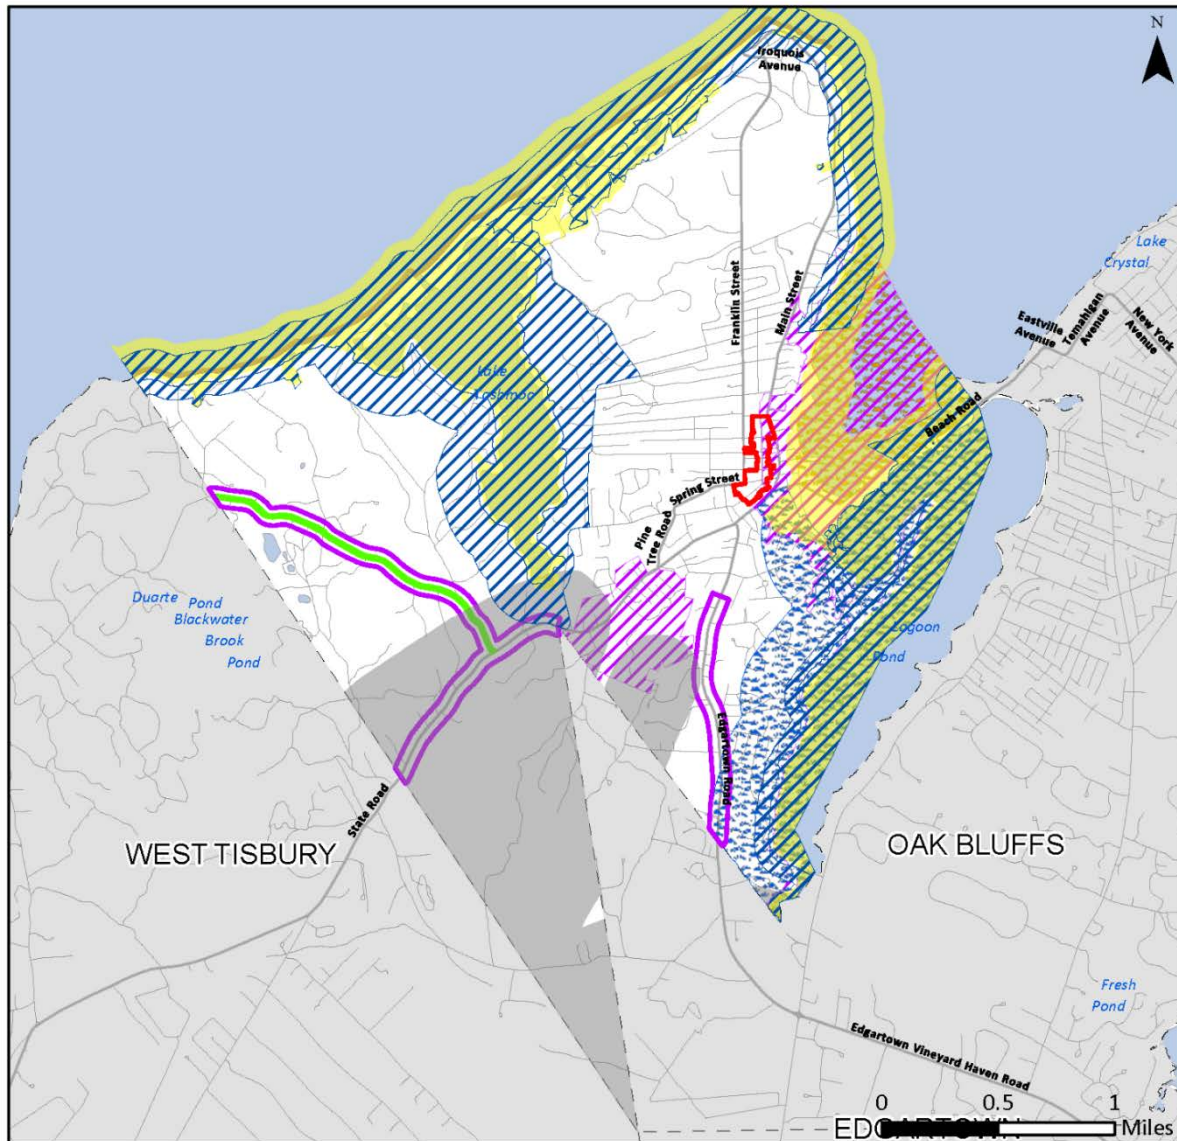 N
Iroquois
Avenue
Lake
Crystal
Franklin Street
Main Street
Eastville
Avenue
Temahigan
Avenue
New York
Avenue
Lake
Tashmoo
Beach Road
Spring Street
Pine
Tree Road
Duarte
Pond
Blackwater
Brook
Pond
Lagoon
Pond
Edgartown Road
State Road
WEST TISBURY
OAK BLUFFS
Fresh
Pond
Edgartown Vineyard Haven Road
0 0.5 1
Miles
EDGARTOWN